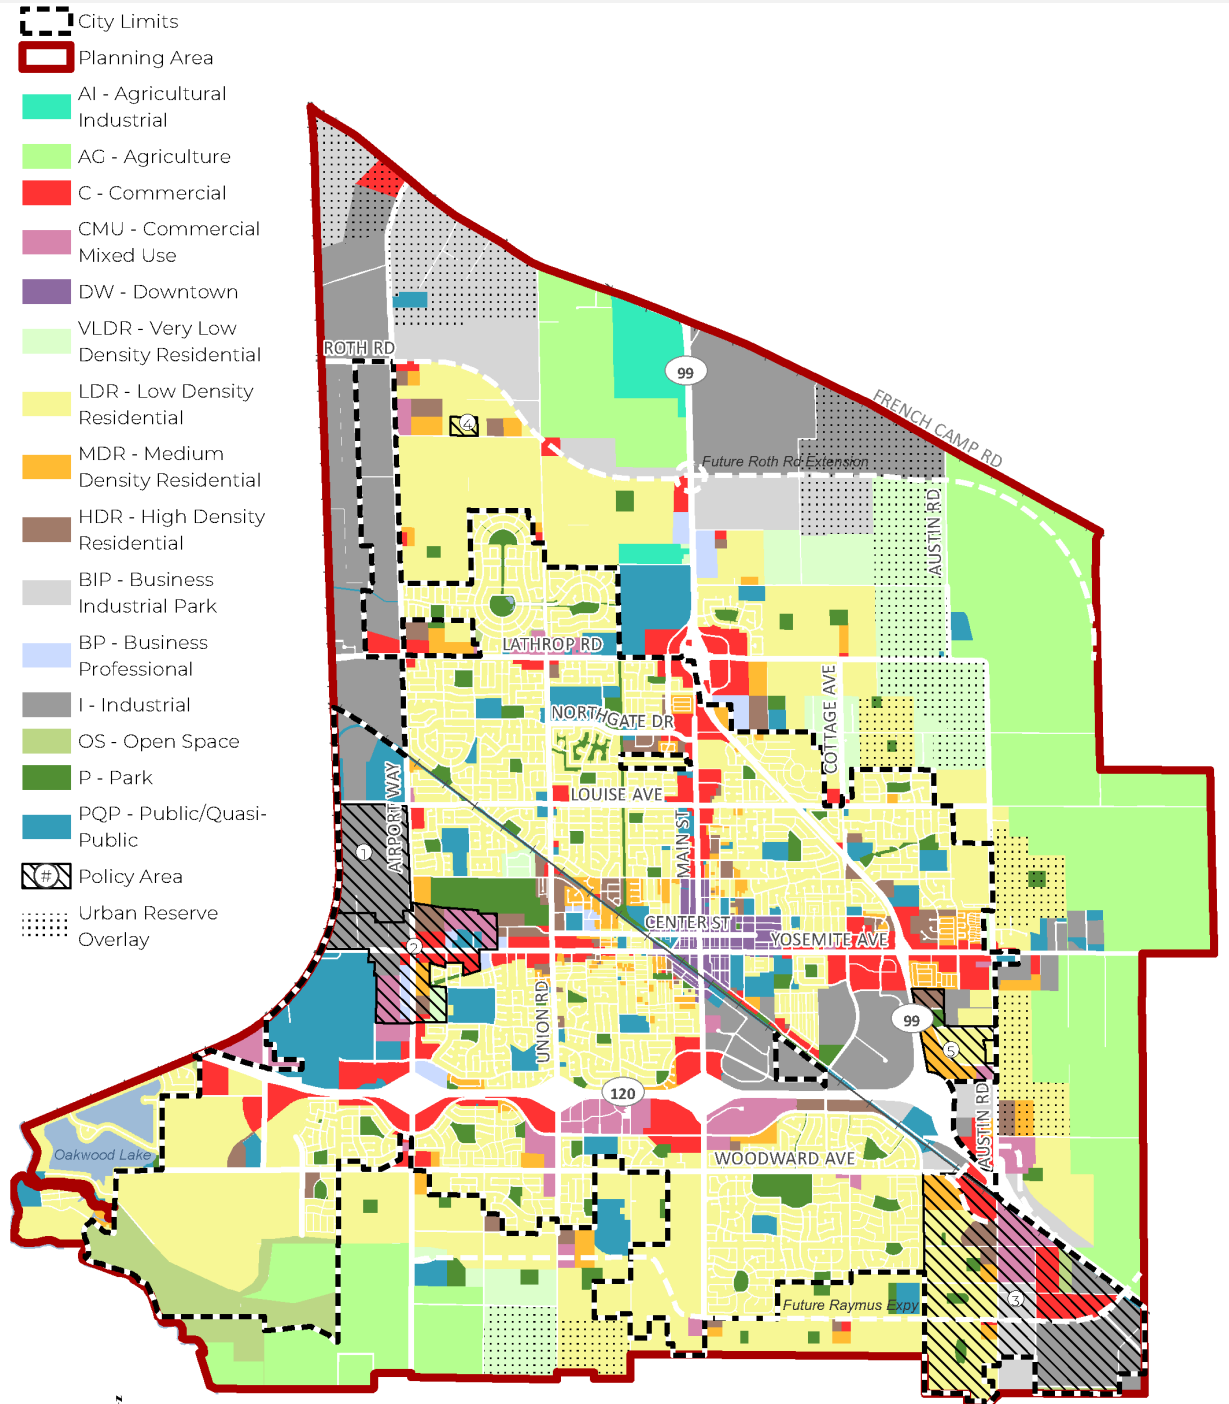 City Limits
Planning Area
AI - Agricultural
Industrial
AG - Agriculture
C - Commercial
CMU - Commercial
Mixed Use
DW - Downtown
VLDR - Very Low
Density Residential
LDR - Low Density
Residential
MDR - Medium
Density Residential
HDR - High Density
Residential
BIP - Business
Industrial Park
BP - Business
Professional
I - Industrial
OS - Open Space
P - Park
PQP - Public/Quasi-
Public
#
Policy Area
Urban Reserve
Overlay
ROTH RD
99
FRENCH CAMP RD
4
Future Roth Rd Extension
AUSTIN RD
LATHROP RD
NORTHGATE DR
COTTAGE AVE
LOUISE AVE
AIRPORT WAY
MAIN ST
1
CENTER ST
YOSEMITE AVE
2
UNION RD
99
5
120
AUSTIN RD
Oakwood Lake
WOODWARD AVE
3
Future Raymus Expy